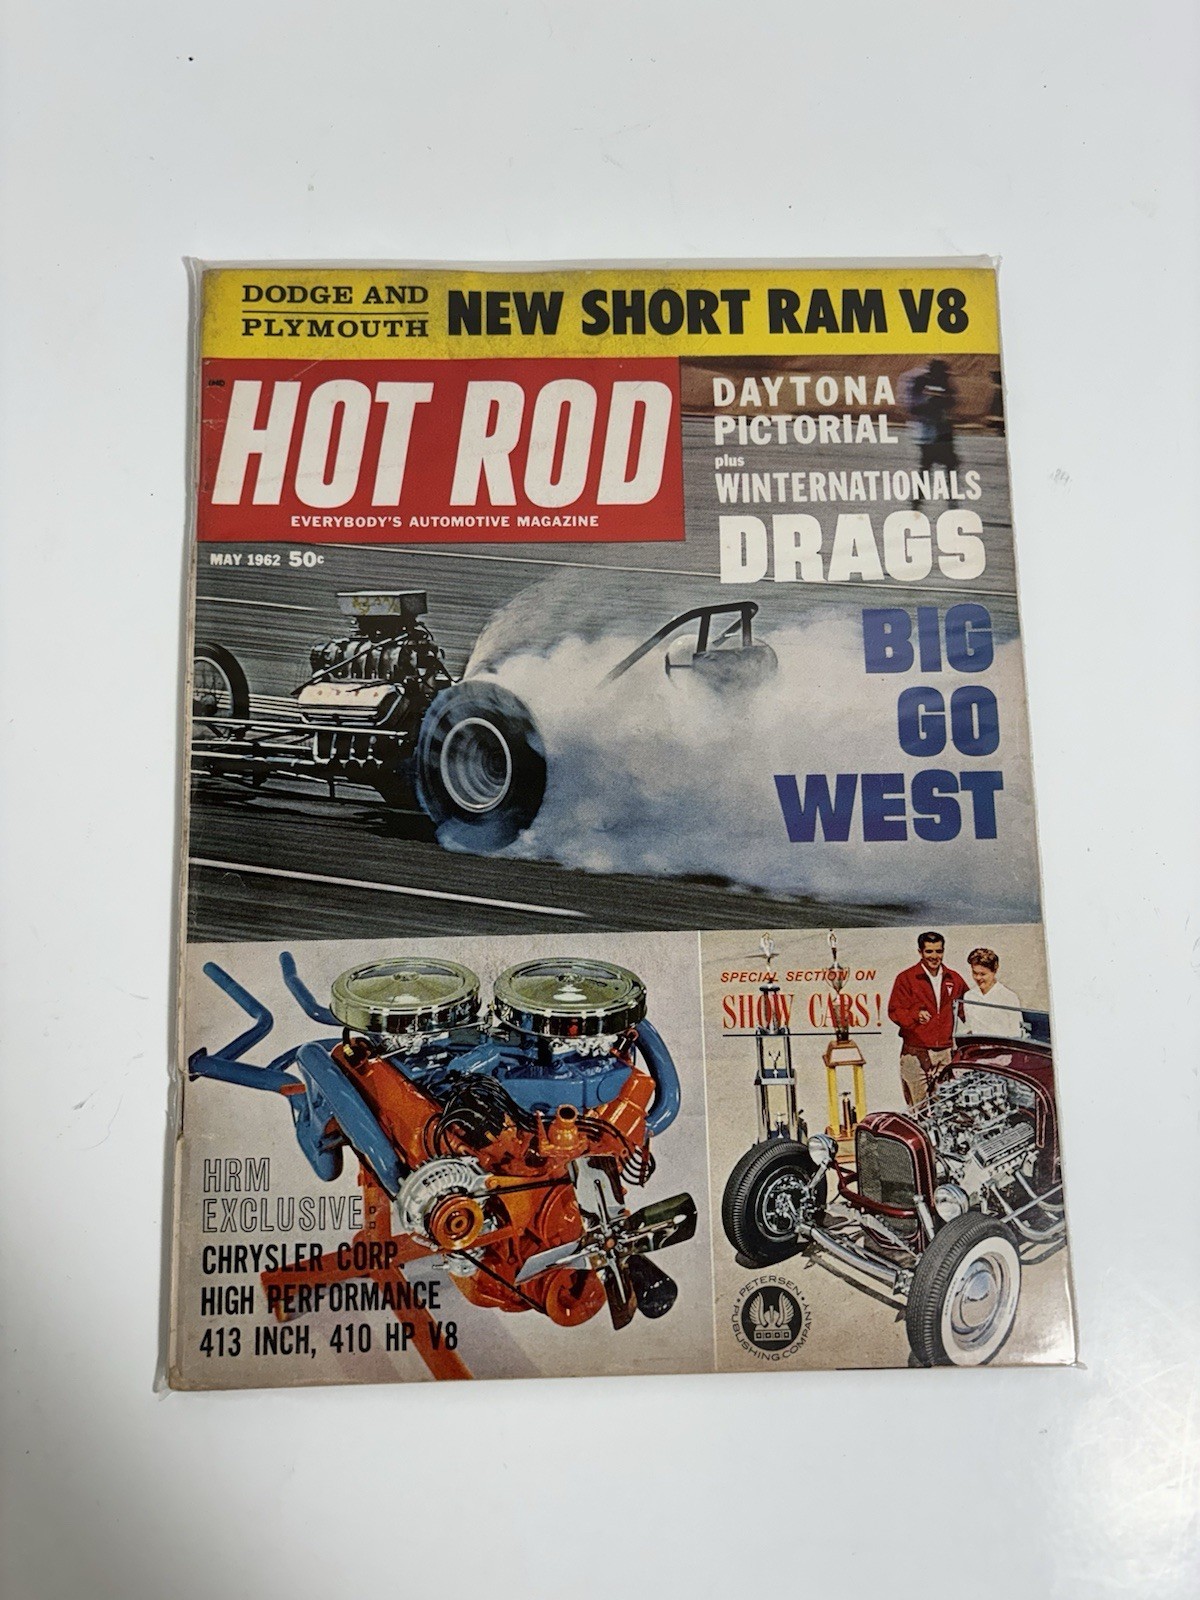 DODGE AND
PLYMOUTH
NEW SHORT RAM V8
HOT ROD
EVERYBODY'S AUTOMOTIVE MAGAZINE
MAY 1962 50c
DAYTONA
PICTORIAL
plus
WINTERNATIONALS
DRAGS
BIG
GO
WEST
HRM
EXCLUSIVE:
CHRYSLER CORP.
HIGH PERFORMANCE
413 INCH, 410 HP V8
SPECIAL SECTION ON
SHOW CARS!
PETERSEN
PUBLISHING COMPANY